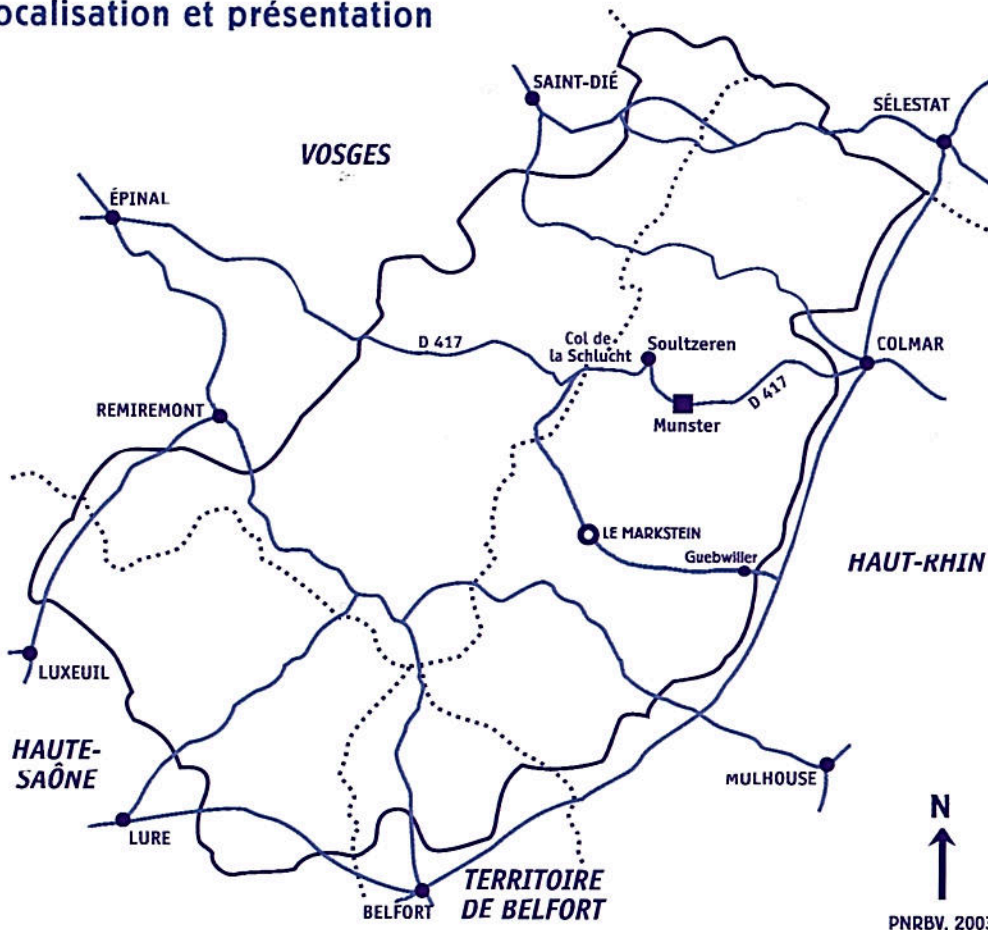 ocalisation et présentation
SAINT-DIÉ
SÉLESTAT
VOSGES
ÉPINAL
D 417
Col de
la Schlucht
Soultzeren
COLMAR
D 417
REMIREMONT
Munster
LE MARKSTEIN
Guebwiller
HAUT-RHIN
LUXEUIL
HAUTE-
SAÔNE
MULHOUSE
N
LURE
TERRITOIRE
DE BELFORT
BELFORT
PNRBV, 2003